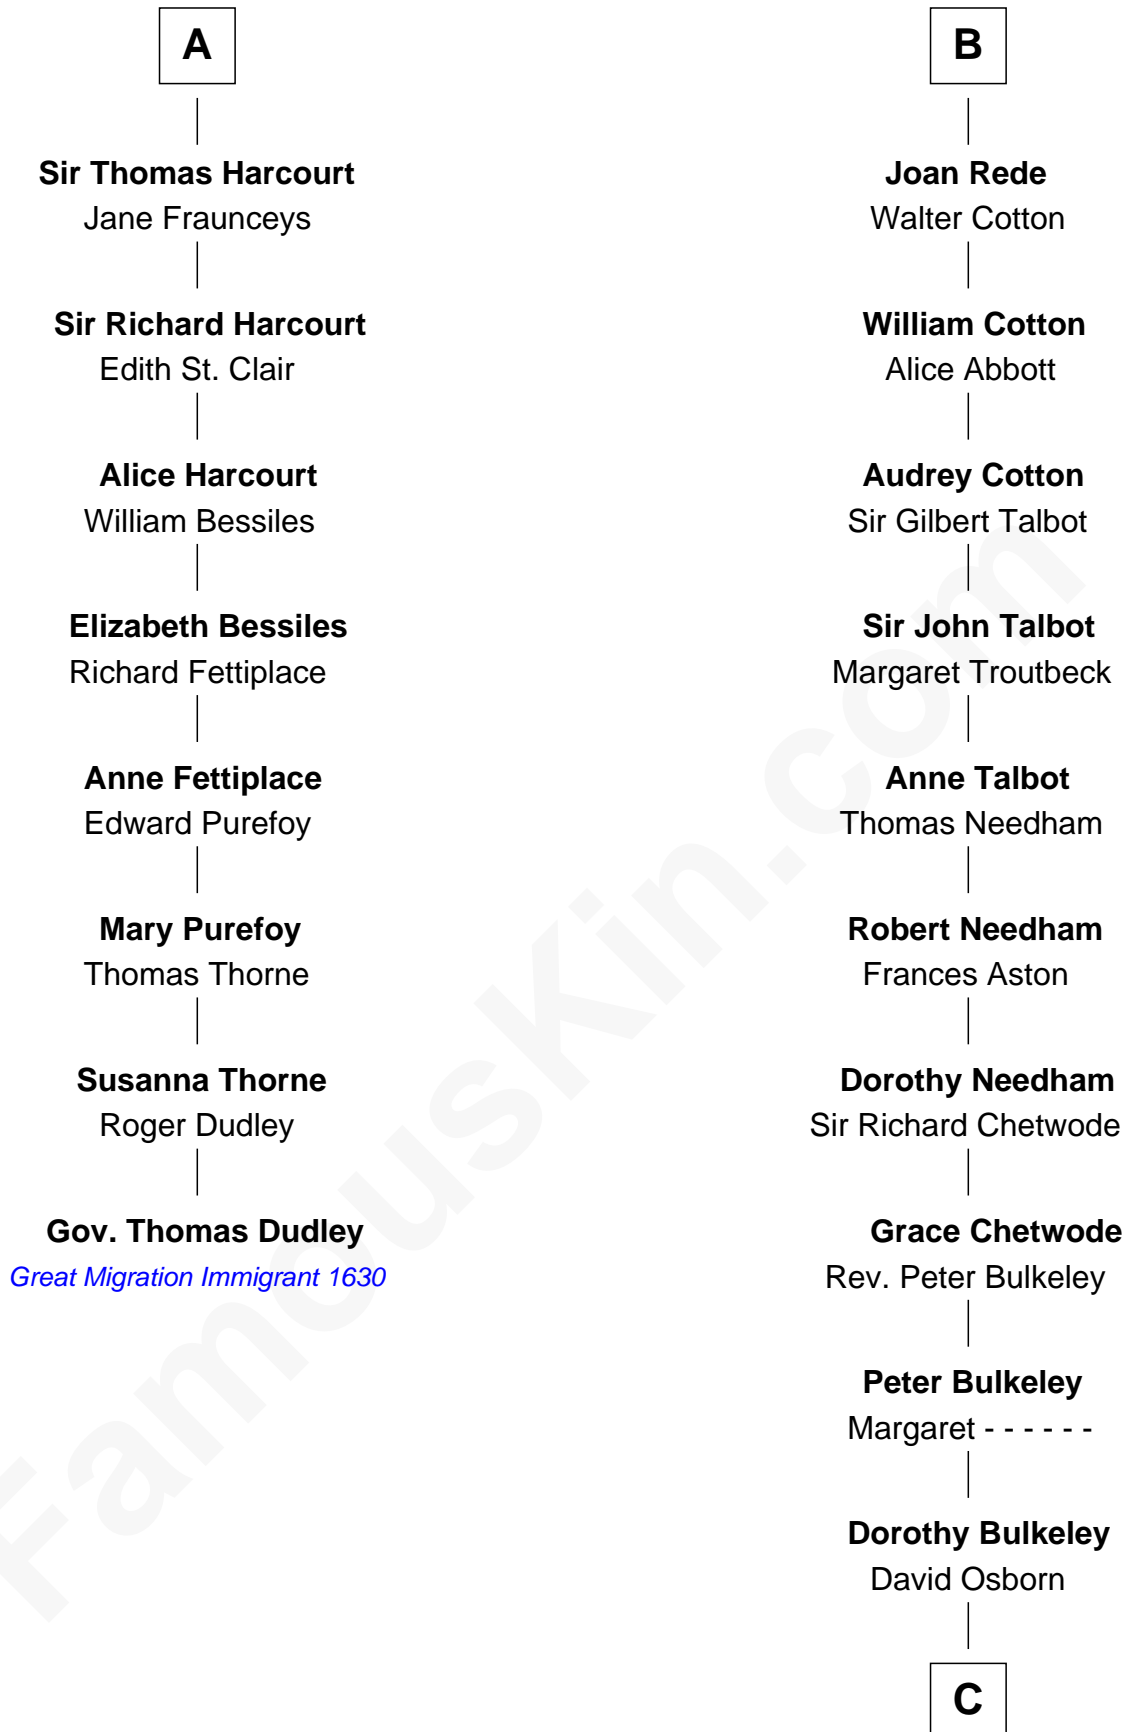 A
Sir Thomas Harcourt
Jane Fraunceys
Sir Richard Harcourt
Edith St. Clair
Alice Harcourt
William Bessiles
Elizabeth Bessiles
Richard Fettiplace
Anne Fettiplace
Edward Purefoy
Mary Purefoy
Thomas Thorne
Susanna Thorne
Roger Dudley
Gov. Thomas Dudley
Great Migration Immigrant 1630
B
Joan Rede
Walter Cotton
William Cotton
Alice Abbott
Audrey Cotton
Sir Gilbert Talbot
Sir John Talbot
Margaret Troutbeck
Anne Talbot
Thomas Needham
Robert Needham
Frances Aston
Dorothy Needham
Sir Richard Chetwode
Grace Chetwode
Rev. Peter Bulkeley
Peter Bulkeley
Margaret - - - - - -
Dorothy Bulkeley
David Osborn
C
FamousKin.com